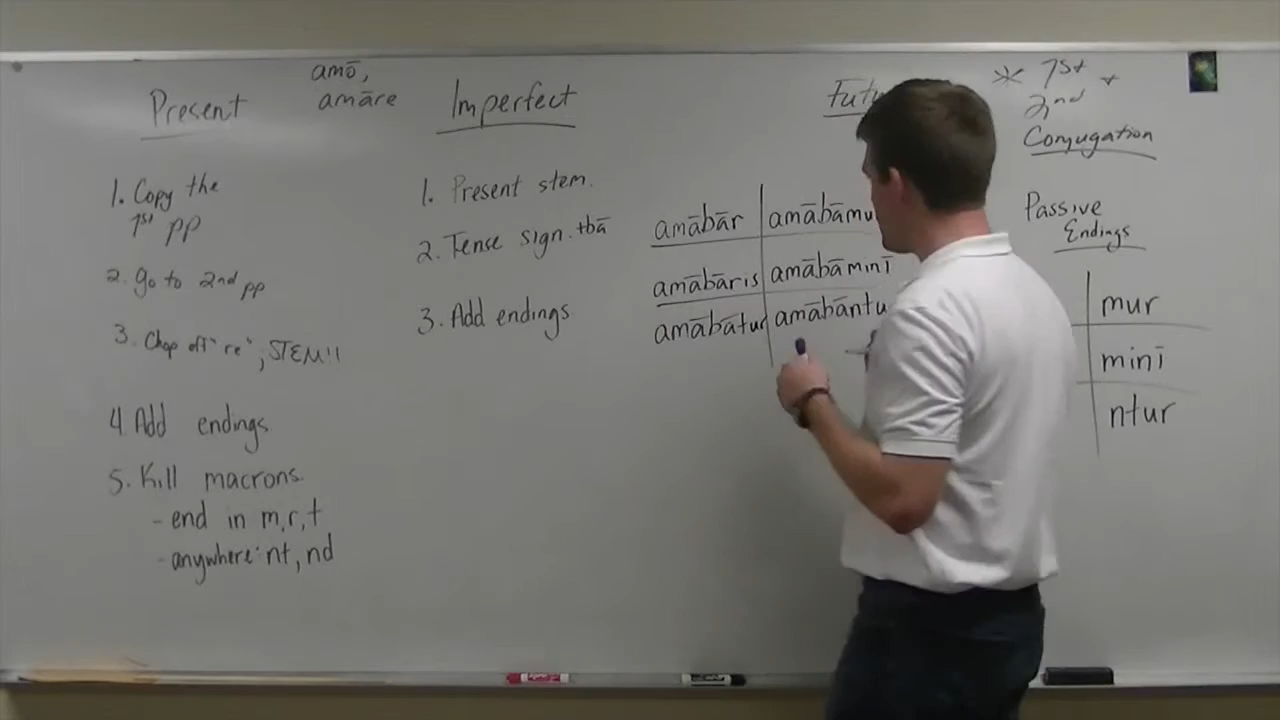 Present
amō,
amāre
1. Copy the
1st pp
2. Go to 2nd pp
3. Chop off "re", STEM!!
4. Add endings
5. Kill macrons.
- end in m, r, t
- anywhere: nt, nd
Imperfect
1. Present stem.
2. Tense sign. +bā
3. Add endings
amābār | amābāmu
amābāris | amābāminī
amābātur | amābāntu
Futu
* 1st +
2nd
Conjugation
Passive
Endings
mur
minī
ntur